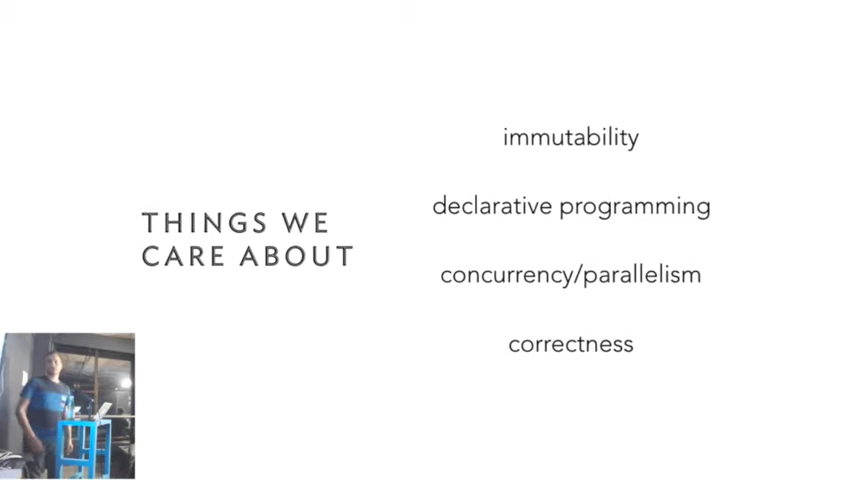 THINGS WE
CARE ABOUT
immutability
declarative programming
concurrency/parallelism
correctness